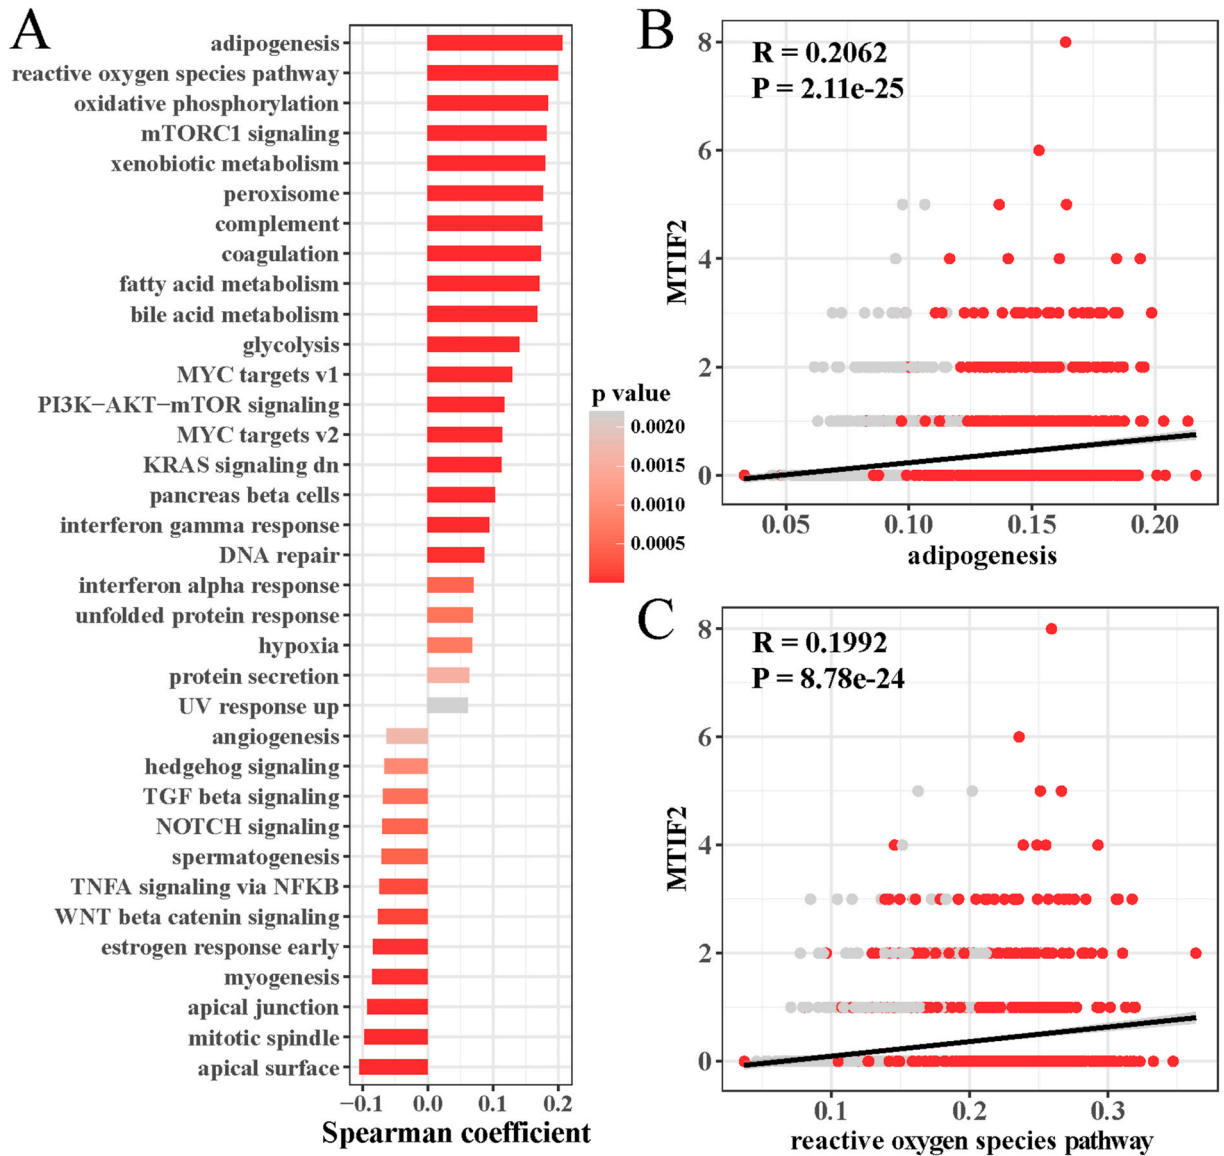 A
adipogenesis
reactive oxygen species pathway
oxidative phosphorylation
mTORC1 signaling
xenobiotic metabolism
peroxisome
complement
coagulation
fatty acid metabolism
bile acid metabolism
glycolysis
MYC targets v1
PI3K−AKT−mTOR signaling
MYC targets v2
KRAS signaling dn
pancreas beta cells
interferon gamma response
DNA repair
interferon alpha response
unfolded protein response
hypoxia
protein secretion
UV response up
angiogenesis
hedgehog signaling
TGF beta signaling
NOTCH signaling
spermatogenesis
TNFA signaling via NFKB
WNT beta catenin signaling
estrogen response early
myogenesis
apical junction
mitotic spindle
apical surface
−0.1 0.0 0.1 0.2
Spearman coefficient
p value
0.0020
0.0015
0.0010
0.0005
B
R = 0.2062
P = 2.11e-25
MTIF2
8
6
4
2
0
0.05 0.10 0.15 0.20
adipogenesis
C
R = 0.1992
P = 8.78e-24
MTIF2
8
6
4
2
0
0.1 0.2 0.3
reactive oxygen species pathway